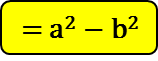 = a² − b²